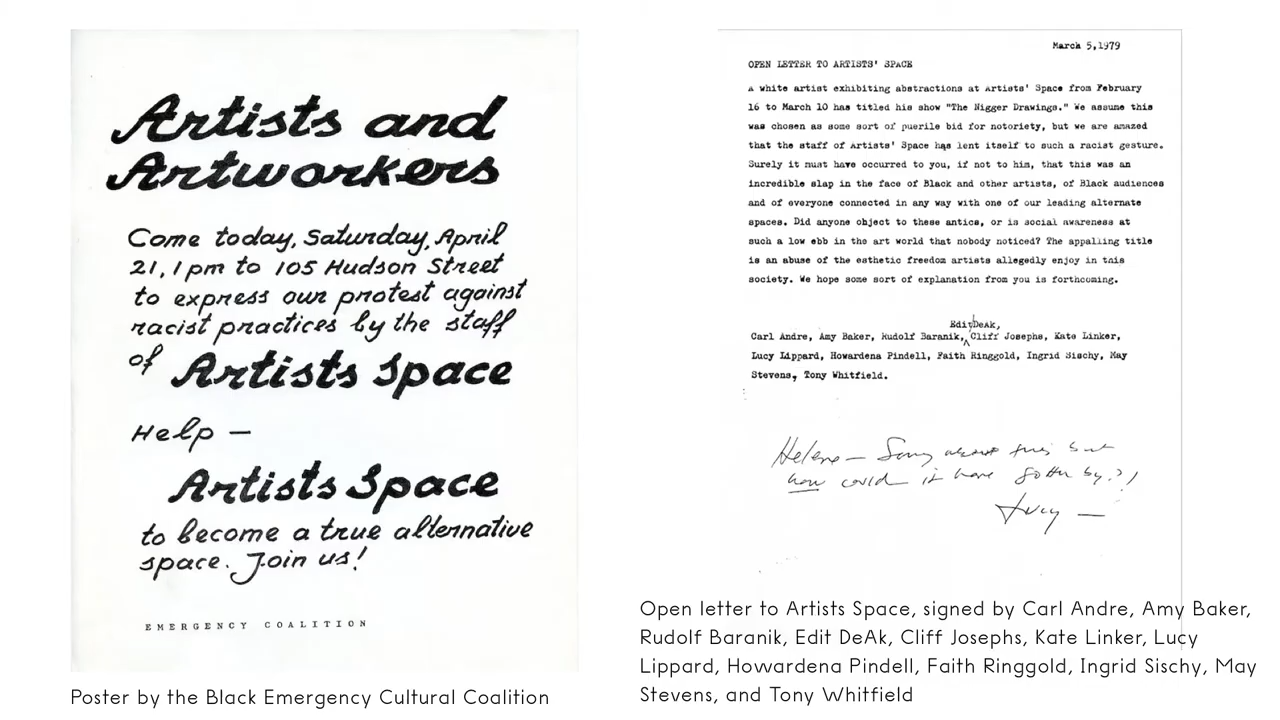 Artists and
Artworkers
Come today, Saturday, April
21, 1pm to 105 Hudson Street
to express our protest against
racist practices by the staff
of Artists Space
Help —
Artists Space
to become a true alternative
space. Join us!
EMERGENCY COALITION
Poster by the Black Emergency Cultural Coalition
March 5,1979
OPEN LETTER TO ARTISTS' SPACE
A white artist exhibiting abstractions at Artists' Space from February
16 to March 10 has titled his show "The Nigger Drawings." We assume this
was chosen as some sort of puerile bid for notoriety, but we are amazed
that the staff of Artists' Space has lent itself to such a racist gesture.
Surely it must have occurred to you, if not to him, that this was an
incredible slap in the face of Black and other artists, of Black audiences
and of everyone connected in any way with one of our leading alternate
spaces. Did anyone object to these antics, or is social awareness at
such a low ebb in the art world that nobody noticed? The appalling title
is an abuse of the esthetic freedom artists allegedly enjoy in this
society. We hope some sort of explanation from you is forthcoming.
Edit DeAk,
Carl Andre, Amy Baker, Rudolf Baranik, Cliff Josephs, Kate Linker,
Lucy Lippard, Howardena Pindell, Faith Ringgold, Ingrid Sischy, May
Stevens, Tony Whitfield.
Helene — Sorry about this but
how could it have gotten by?!
Lucy —
Open letter to Artists Space, signed by Carl Andre, Amy Baker,
Rudolf Baranik, Edit DeAk, Cliff Josephs, Kate Linker, Lucy
Lippard, Howardena Pindell, Faith Ringgold, Ingrid Sischy, May
Stevens, and Tony Whitfield